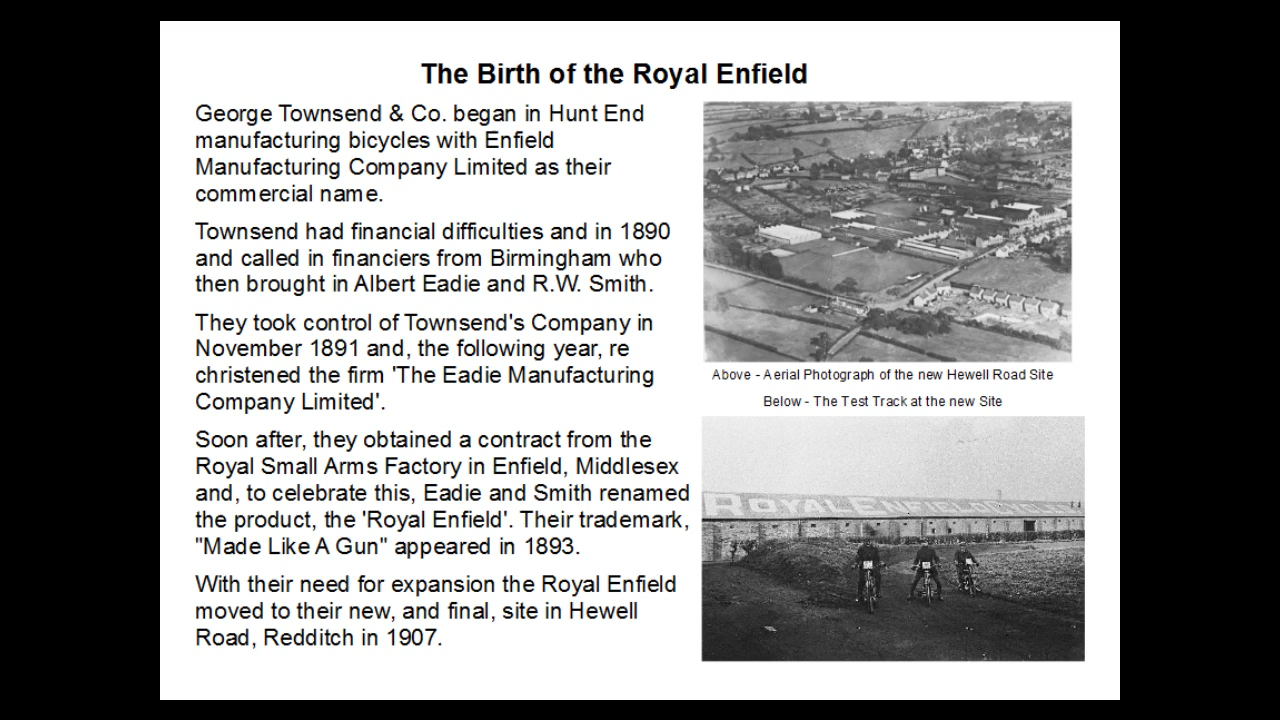 The Birth of the Royal Enfield
George Townsend & Co. began in Hunt End
manufacturing bicycles with Enfield
Manufacturing Company Limited as their
commercial name.
Townsend had financial difficulties and in 1890
and called in financiers from Birmingham who
then brought in Albert Eadie and R.W. Smith.
They took control of Townsend's Company in
November 1891 and, the following year, re
christened the firm 'The Eadie Manufacturing
Company Limited'.
Soon after, they obtained a contract from the
Royal Small Arms Factory in Enfield, Middlesex
and, to celebrate this, Eadie and Smith renamed
the product, the 'Royal Enfield'. Their trademark,
"Made Like A Gun" appeared in 1893.
With their need for expansion the Royal Enfield
moved to their new, and final, site in Hewell
Road, Redditch in 1907.
Above - Aerial Photograph of the new Hewell Road Site
Below - The Test Track at the new Site
ROYAL ENFIELD